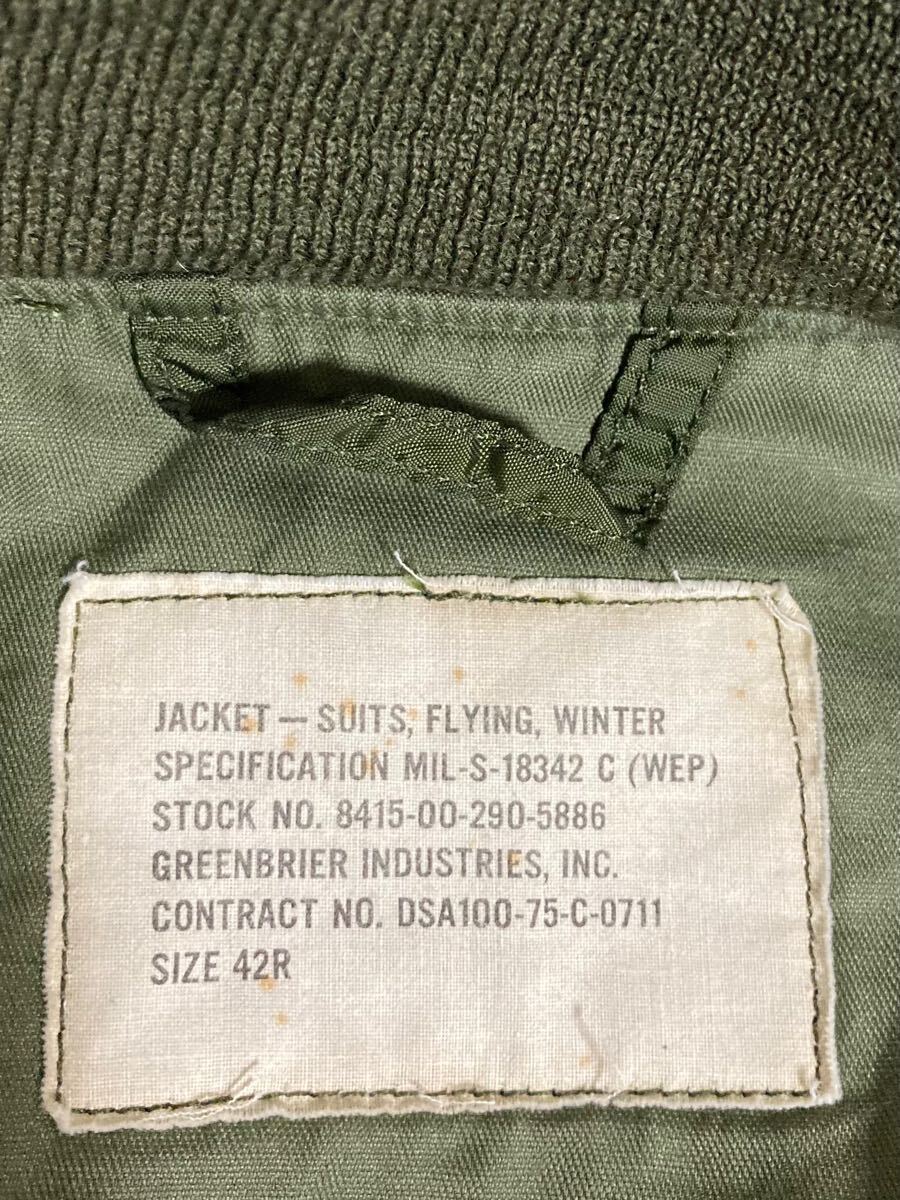 JACKET — SUITS, FLYING, WINTER
SPECIFICATION MIL-S-18342 C (WEP)
STOCK NO. 8415-00-290-5886
GREENBRIER INDUSTRIES, INC.
CONTRACT NO. DSA100-75-C-0711
SIZE 42R